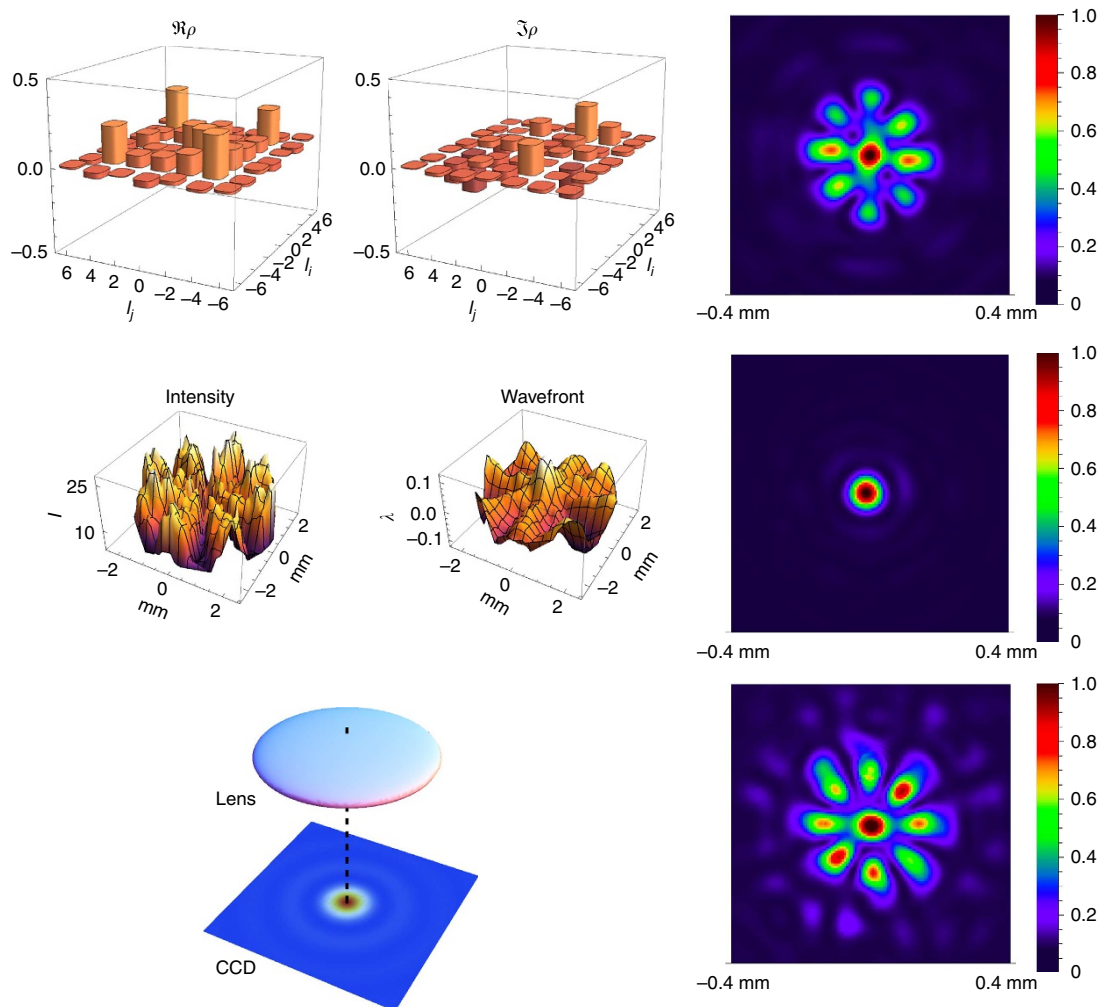 ℜρ
ℑρ
0.5
0.0
–0.5
6 4 2 0 –2 –4 –6
l_j
–6 –4 –2 0 2 4 6
l_i
0.5
0.0
–0.5
6 4 2 0 –2 –4 –6
l_j
–6 –4 –2 0 2 4 6
l_i
1.0
0.8
0.6
0.4
0.2
0
–0.4 mm 0.4 mm
Intensity
25
10
I
–2 0 2
mm
–2 0 2
mm
Wavefront
0.1
0.0
–0.1
λ
–2 0 2
mm
–2 0 2
mm
1.0
0.8
0.6
0.4
0.2
0
–0.4 mm 0.4 mm
Lens
CCD
1.0
0.8
0.6
0.4
0.2
0
–0.4 mm 0.4 mm